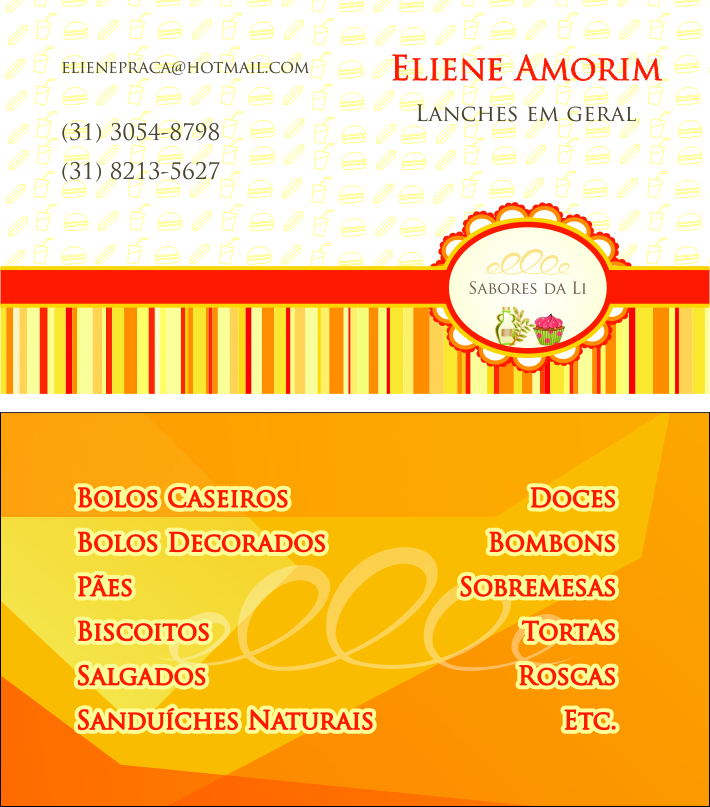 elienepraca@hotmail.com
(31) 3054-8798
(31) 8213-5627
Eliene Amorim
Lanches em geral
Sabores da Li
Bolos Caseiros
Bolos Decorados
Pães
Biscoitos
Salgados
Sanduíches Naturais
Doces
Bombons
Sobremesas
Tortas
Roscas
Etc.